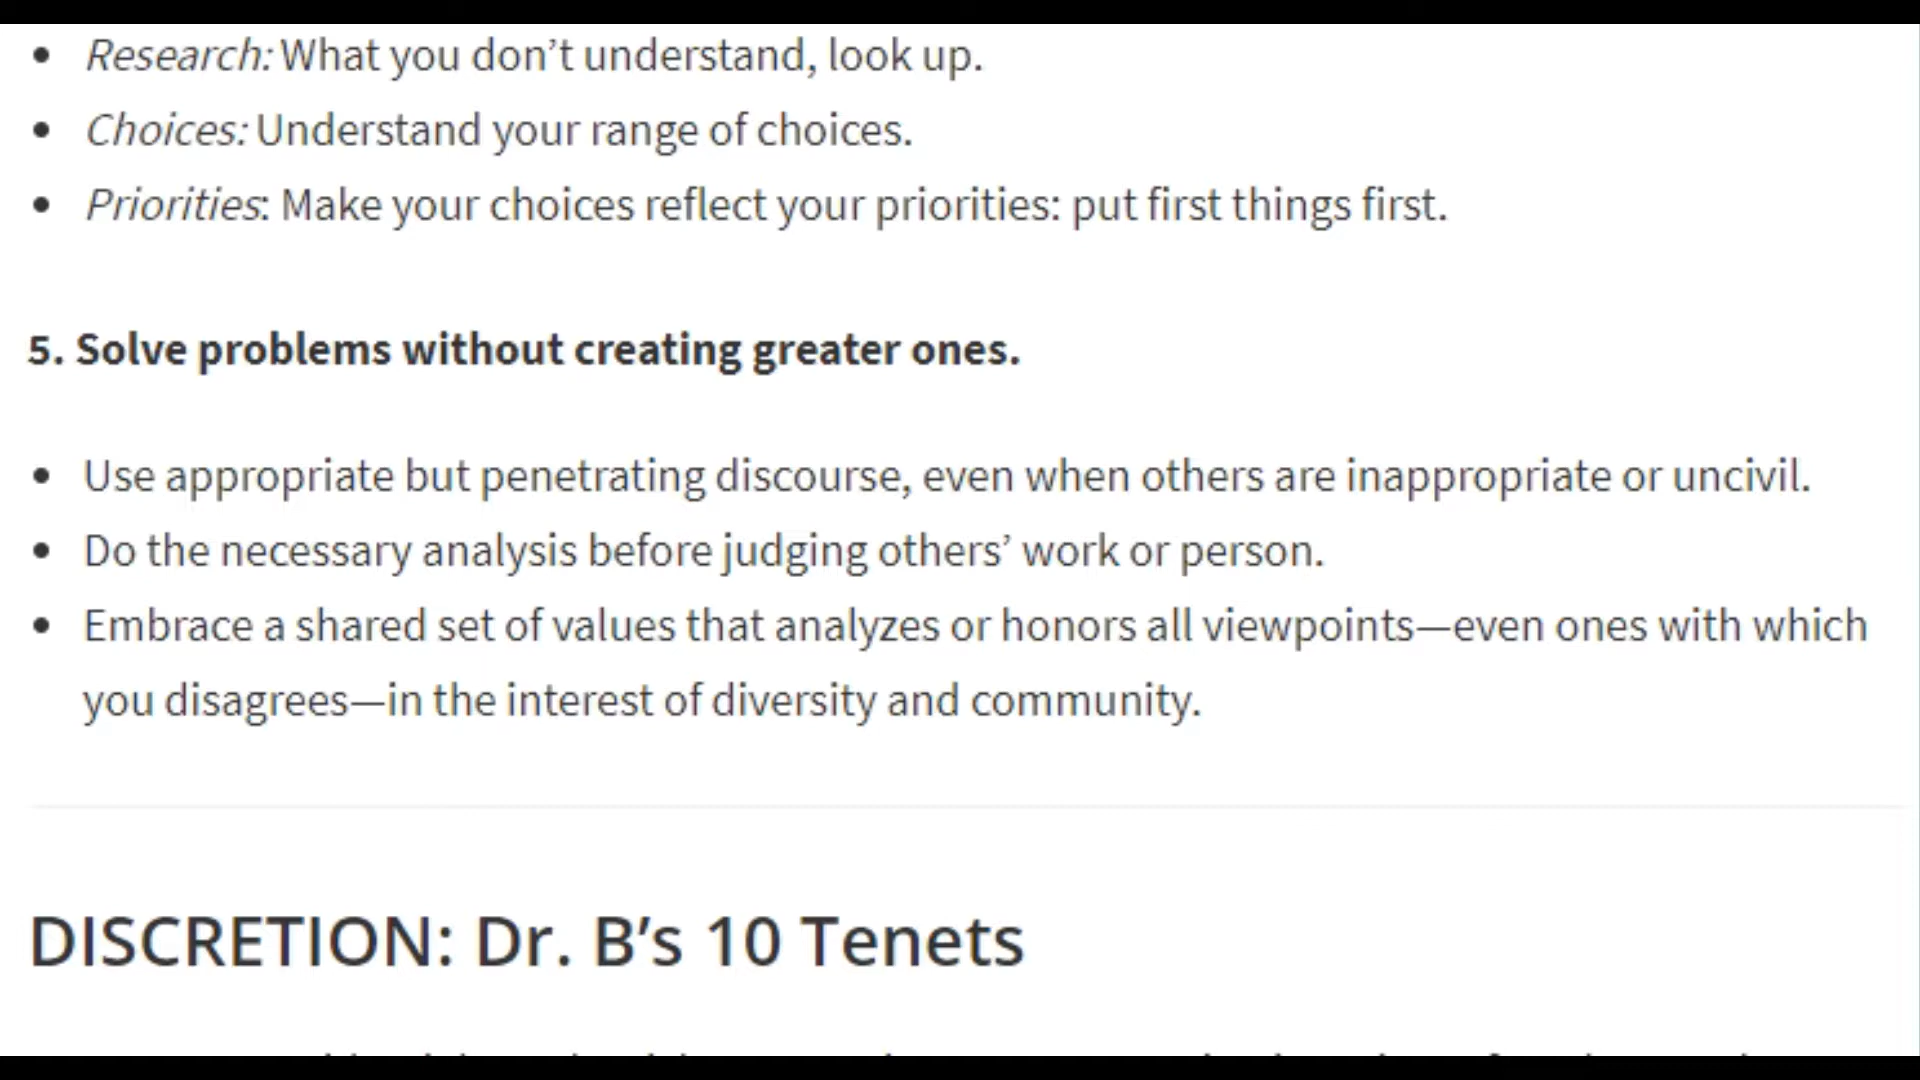 • Research: What you don’t understand, look up.
• Choices: Understand your range of choices.
• Priorities: Make your choices reflect your priorities: put first things first.
5. Solve problems without creating greater ones.
• Use appropriate but penetrating discourse, even when others are inappropriate or uncivil.
• Do the necessary analysis before judging others’ work or person.
• Embrace a shared set of values that analyzes or honors all viewpoints—even ones with which
you disagrees—in the interest of diversity and community.
DISCRETION: Dr. B’s 10 Tenets